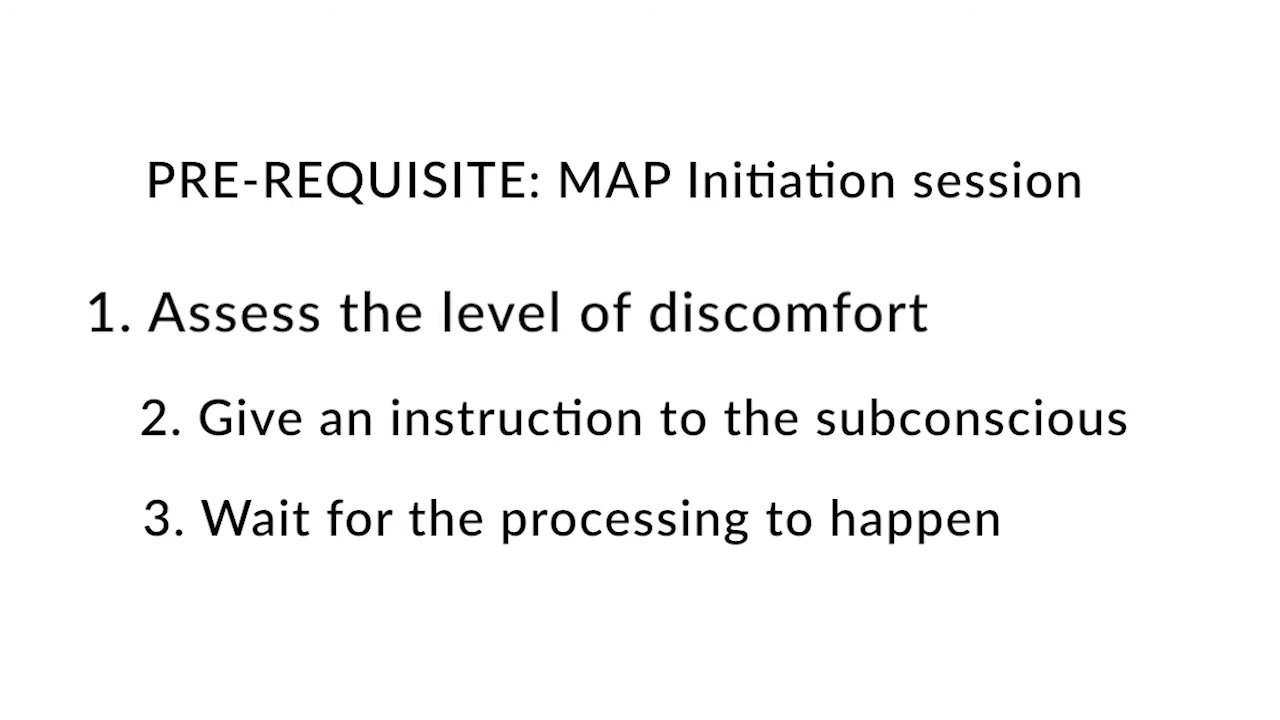 PRE-REQUISITE: MAP Initiation session
1. Assess the level of discomfort
2. Give an instruction to the subconscious
3. Wait for the processing to happen